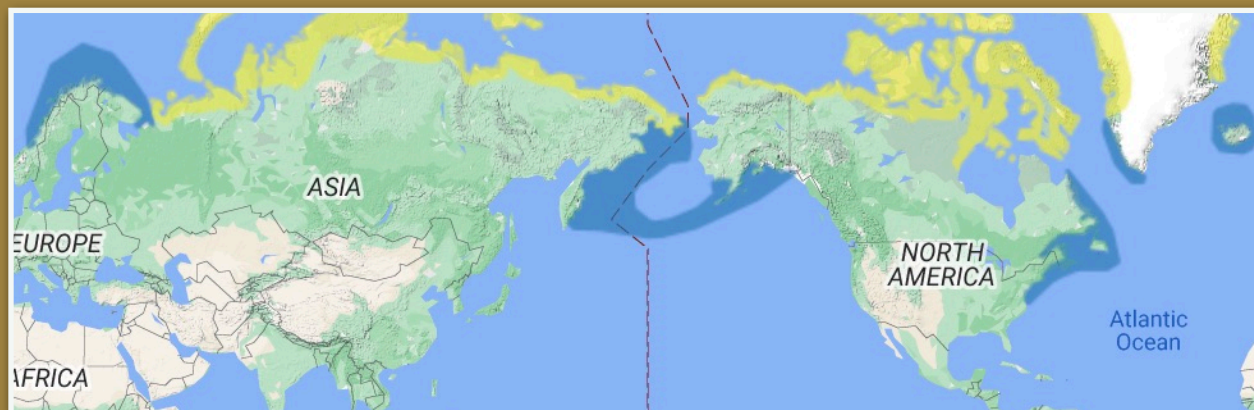 ASIA
EUROPE
NORTH
AMERICA
Atlantic
Ocean
AFRICA